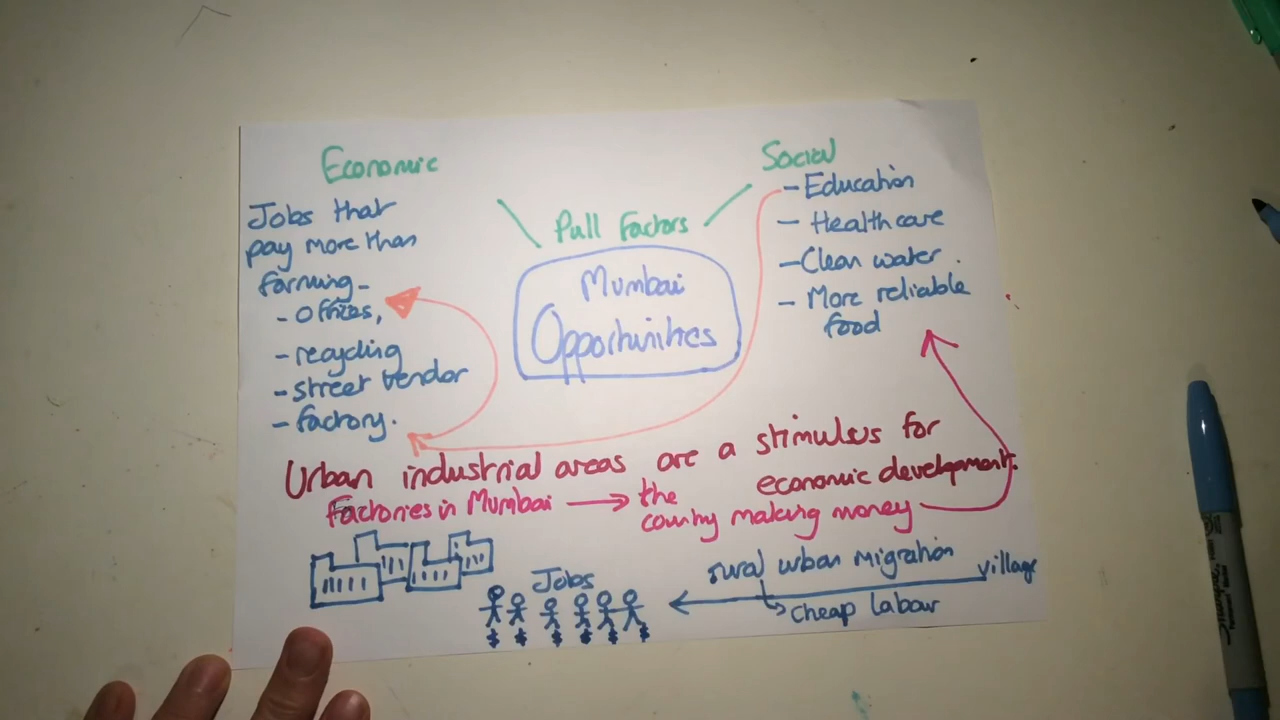 Economic
Jobs that
pay more than
farming -
- offices,
- recycling
- street vendor
- factory.
Pull Factors
Mumbai
Opportunities
Social
- Education
- Healthcare
- Clean water.
- More reliable
food
Urban industrial areas are a stimulus for
economic development.
Factories in Mumbai → the
country making money
Jobs
rural urban migration
village
cheap labour